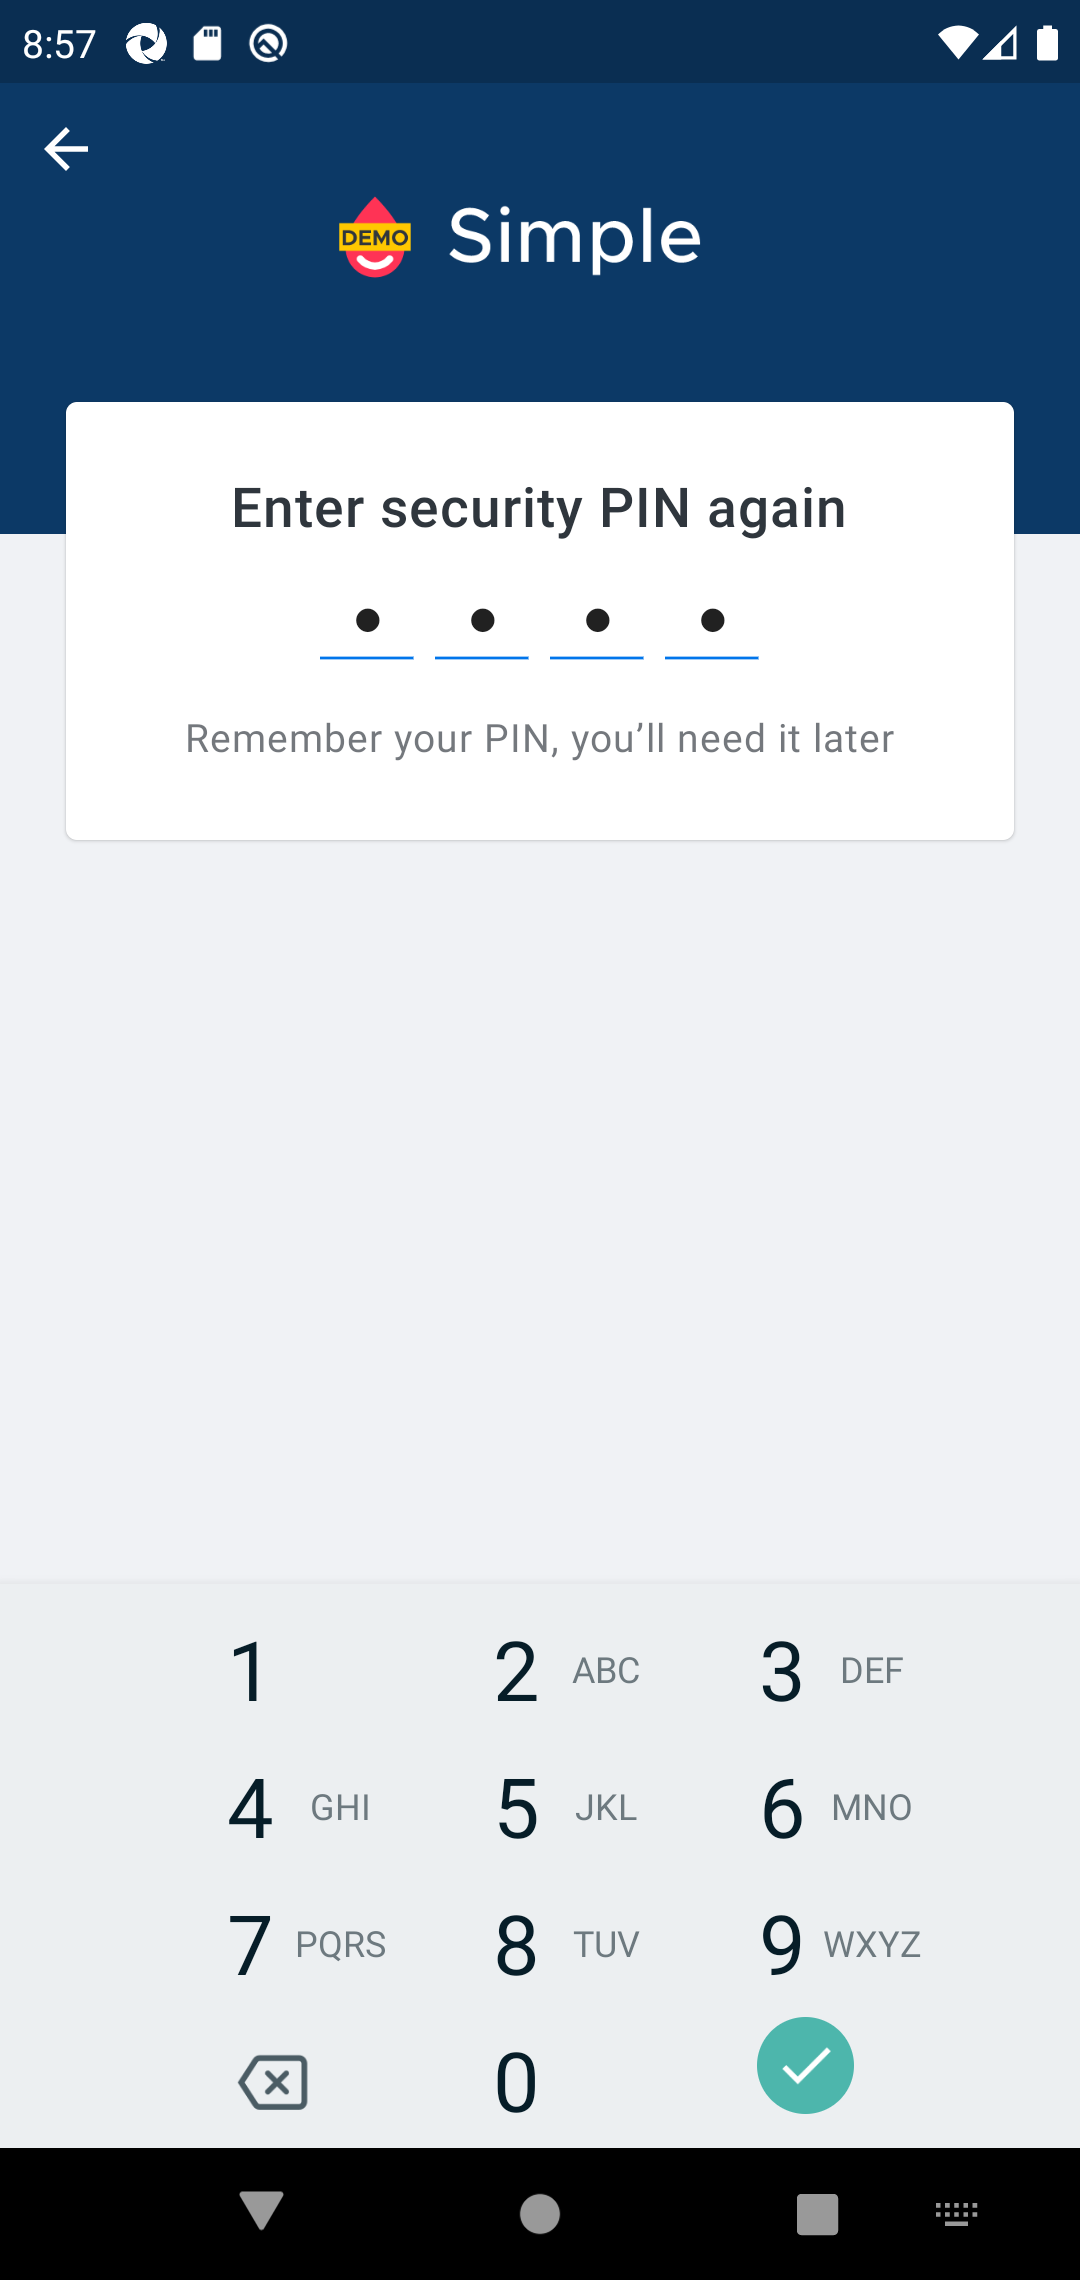 8:57
DEMO Simple
Enter security PIN again
Remember your PIN, you’ll need it later
1 2 ABC 3 DEF
4 GHI 5 JKL 6 MNO
7 PQRS 8 TUV 9 WXYZ
0